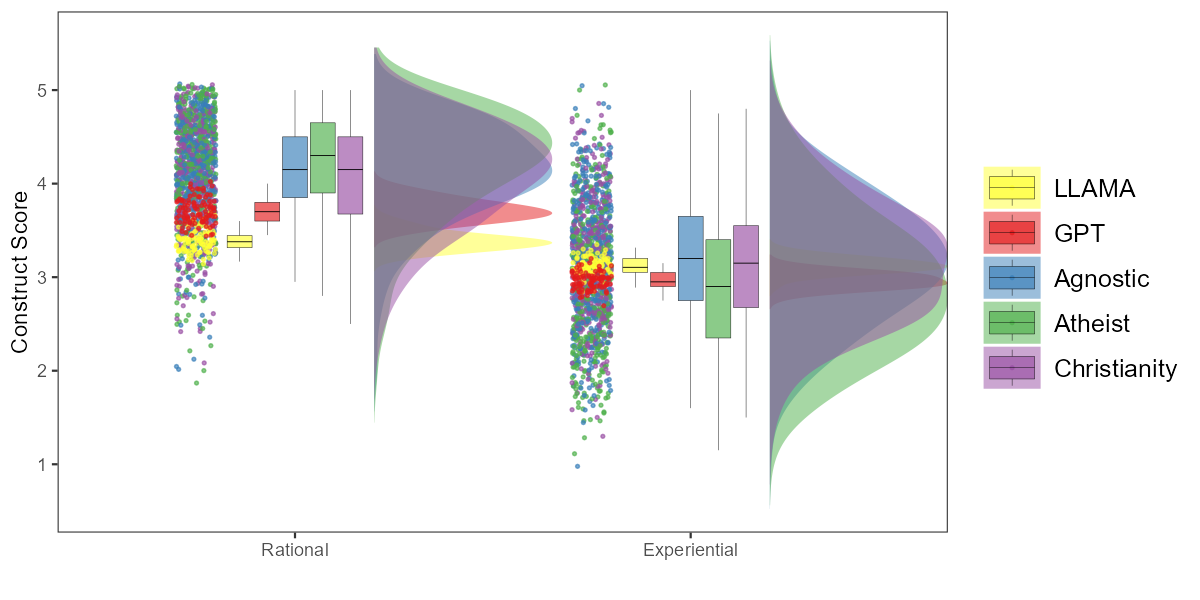 Construct Score
5
4
3
2
1
Rational
Experiential
LLAMA
GPT
Agnostic
Atheist
Christianity